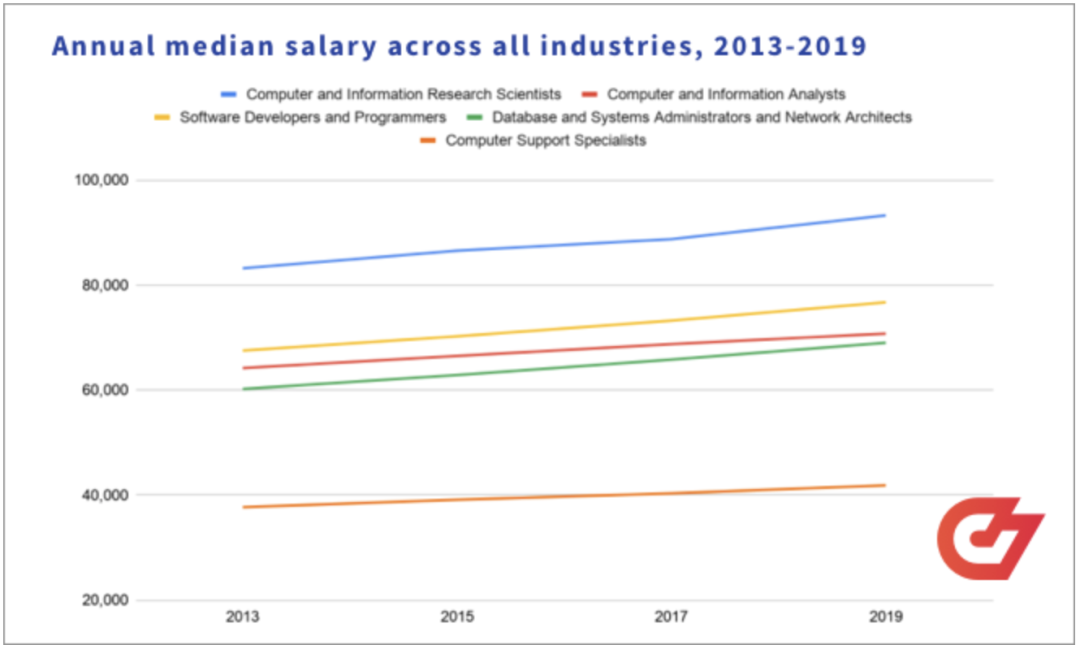 Annual median salary across all industries, 2013-2019
Computer and Information Research Scientists Computer and Information Analysts
Software Developers and Programmers Database and Systems Administrators and Network Architects
Computer Support Specialists
100,000
80,000
60,000
40,000
20,000
2013 2015 2017 2019